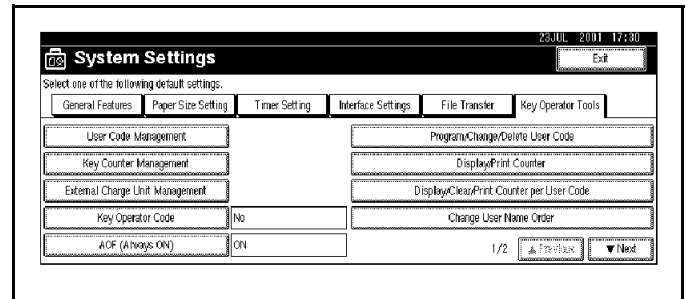 23JUL 2001 17:30
System Settings
Exit
Select one of the following default settings.
General Features Paper Size Setting Timer Setting Interface Settings File Transfer Key Operator Tools
User Code Management Program/Change/Delete User Code
Key Counter Management Display/Print Counter
External Charge Unit Management Display/Clear/Print Counter per User Code
Key Operator Code No Change User Name Order
AOF (Always ON) ON 1/2 ▲Previous ▼Next